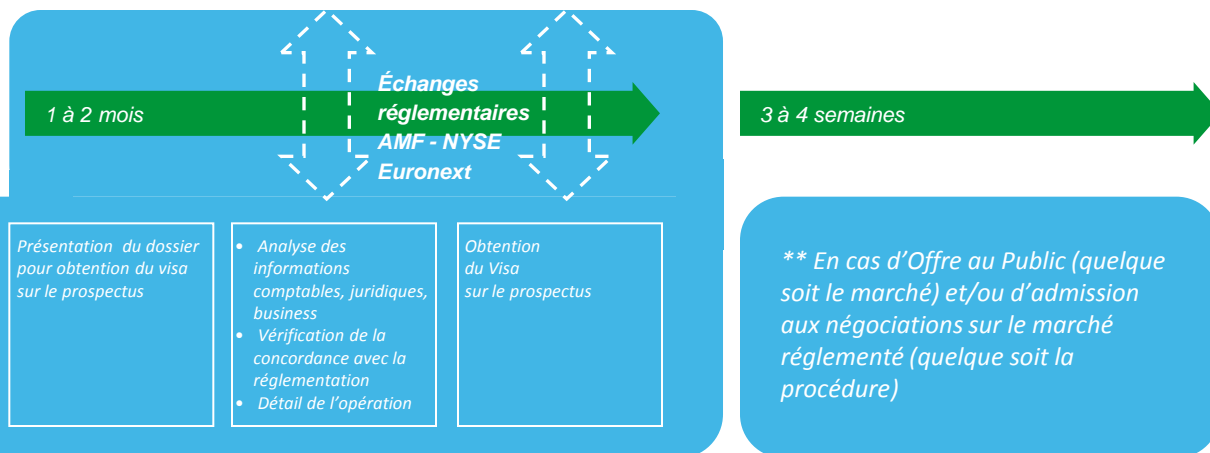 1 à 2 mois
Échanges
réglementaires
AMF - NYSE
Euronext
3 à 4 semaines
Présentation du dossier
pour obtention du visa
sur le prospectus
• Analyse des
informations
comptables, juridiques,
business
• Vérification de la
concordance avec la
réglementation
• Détail de l'opération
Obtention
du Visa
sur le prospectus
** En cas d'Offre au Public (quelque
soit le marché) et/ou d'admission
aux négociations sur le marché
réglementé (quelque soit la
procédure)